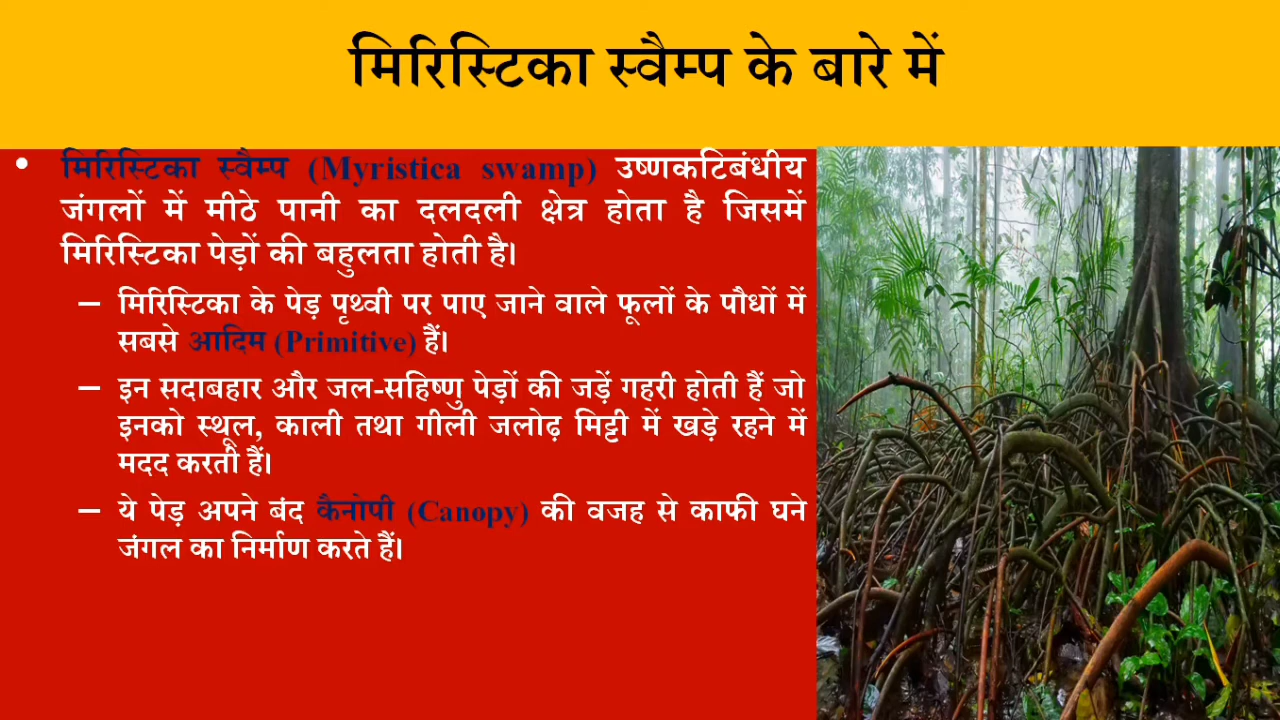 मिरिस्टिका स्वैम्प के बारे में
• मिरिस्टिका स्वैम्प (Myristica swamp) उष्णकटिबंधीय
जंगलों में मीठे पानी का दलदली क्षेत्र होता है जिसमें
मिरिस्टिका पेड़ों की बहुलता होती है।
– मिरिस्टिका के पेड़ पृथ्वी पर पाए जाने वाले फूलों के पौधों में
सबसे आदिम (Primitive) हैं।
– इन सदाबहार और जल-सहिष्णु पेड़ों की जड़ें गहरी होती हैं जो
इनको स्थूल, काली तथा गीली जलोढ़ मिट्टी में खड़े रहने में
मदद करती हैं।
– ये पेड़ अपने बंद कैनोपी (Canopy) की वजह से काफी घने
जंगल का निर्माण करते हैं।